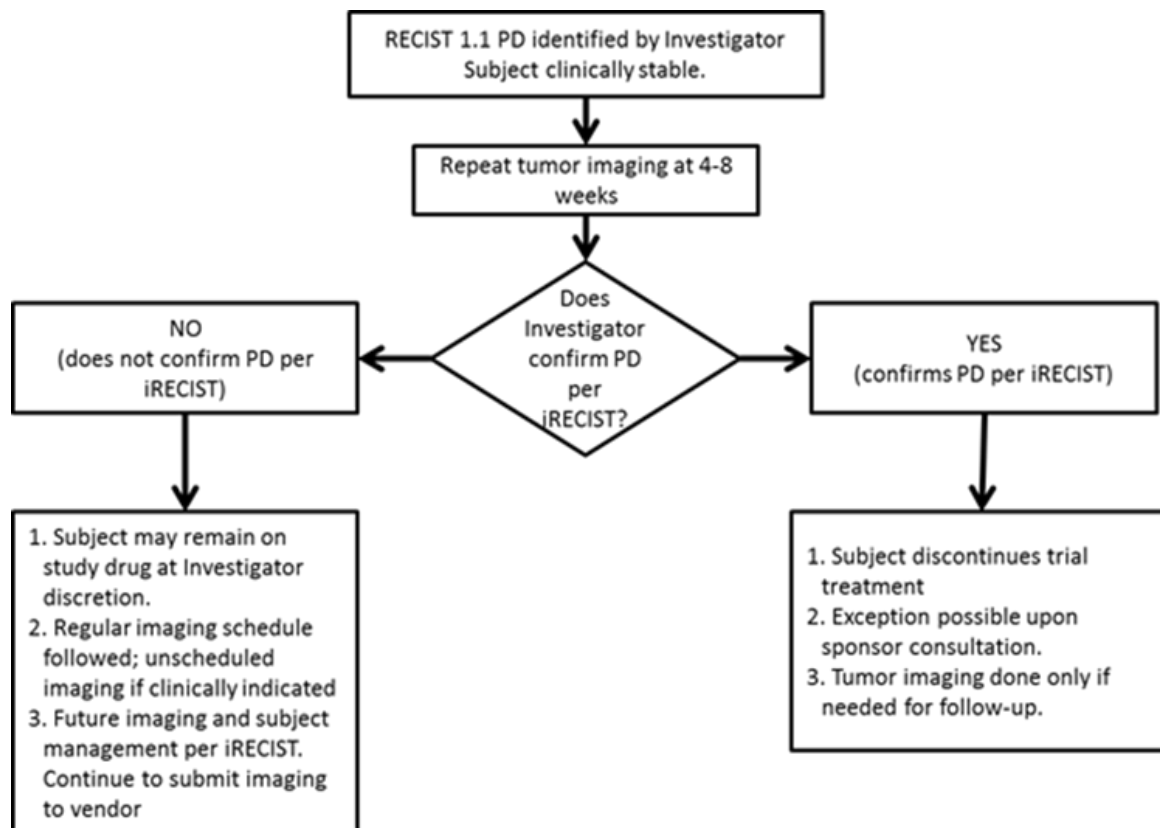 RECIST 1.1 PD identified by Investigator
Subject clinically stable.
Repeat tumor imaging at 4-8
weeks
Does
Investigator
confirm PD
per
iRECIST?
NO
(does not confirm PD per
iRECIST)
YES
(confirms PD per iRECIST)
1. Subject may remain on
study drug at Investigator
discretion.
2. Regular imaging schedule
followed; unscheduled
imaging if clinically indicated
3. Future imaging and subject
management per iRECIST.
Continue to submit imaging
to vendor
1. Subject discontinues trial
treatment
2. Exception possible upon
sponsor consultation.
3. Tumor imaging done only if
needed for follow-up.